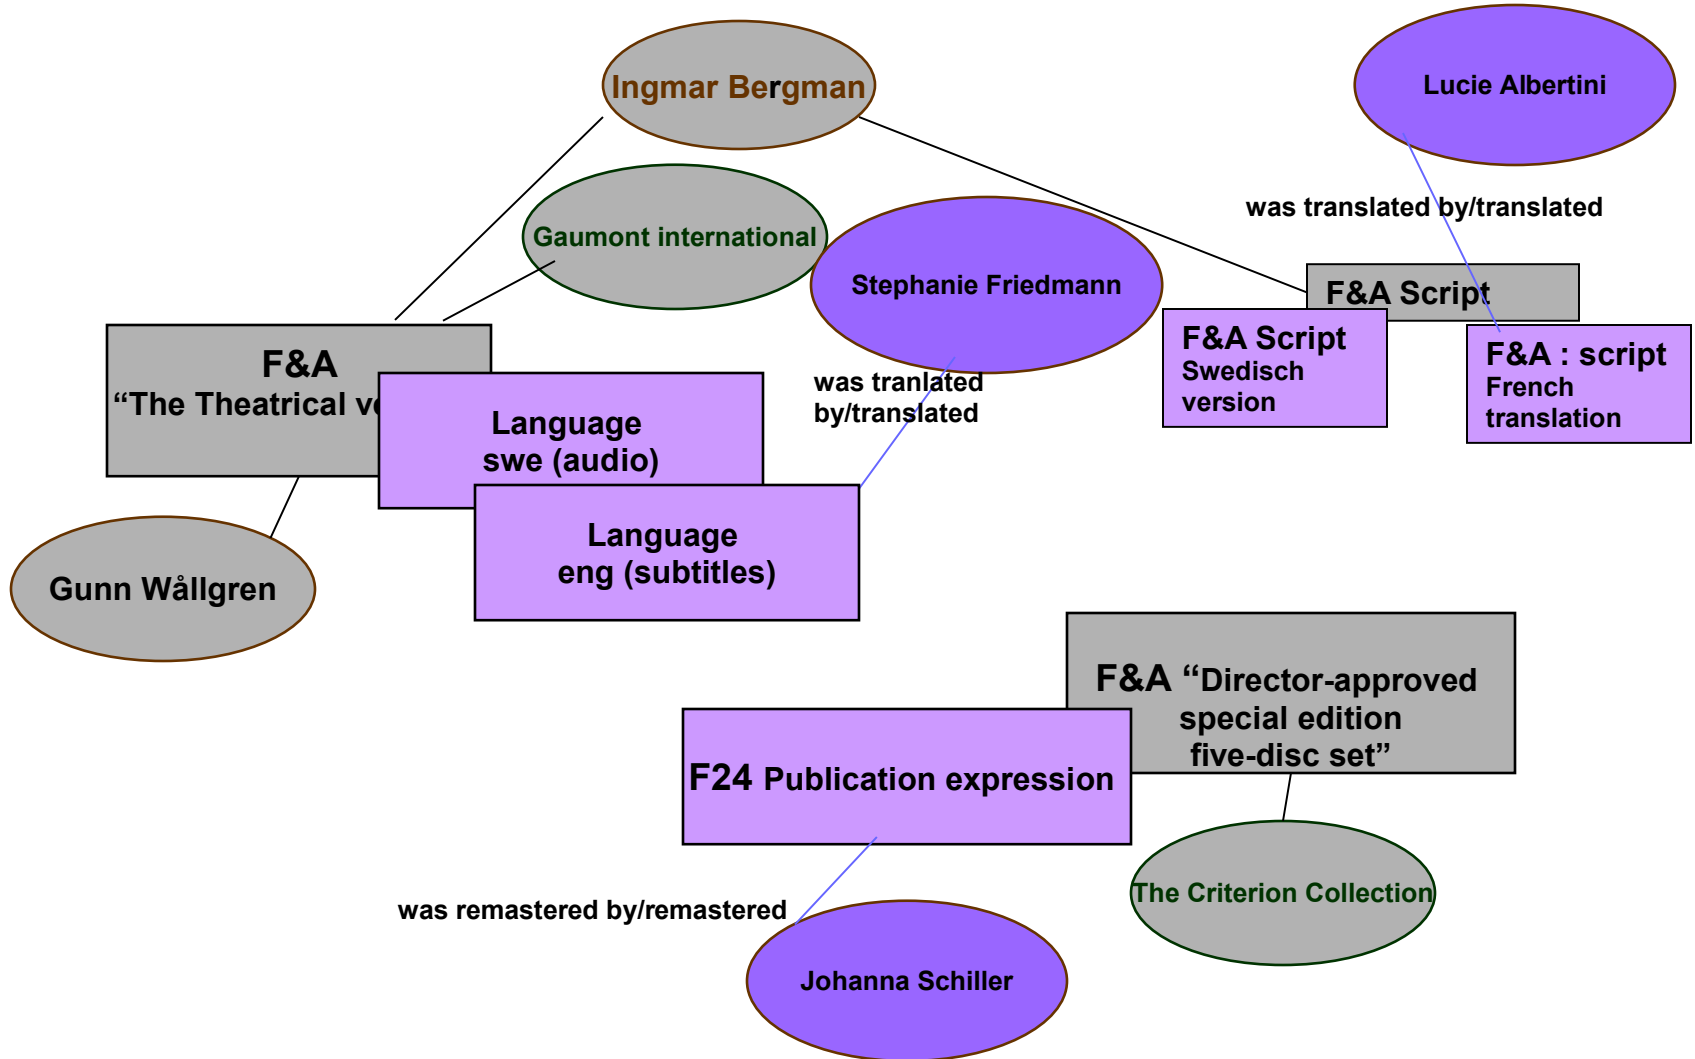 Ingmar Bergman
Lucie Albertini
was translated by/translated
Gaumont international
Stephanie Friedmann
F&A Script
F&A Script
Swedisch
version
F&A : script
French
translation
F&A
“The Theatrical ve
was tranlated
by/translated
Language
swe (audio)
Language
eng (subtitles)
Gunn Wållgren
F&A “Director-approved
special edition
five-disc set”
F24 Publication expression
The Criterion Collection
was remastered by/remastered
Johanna Schiller